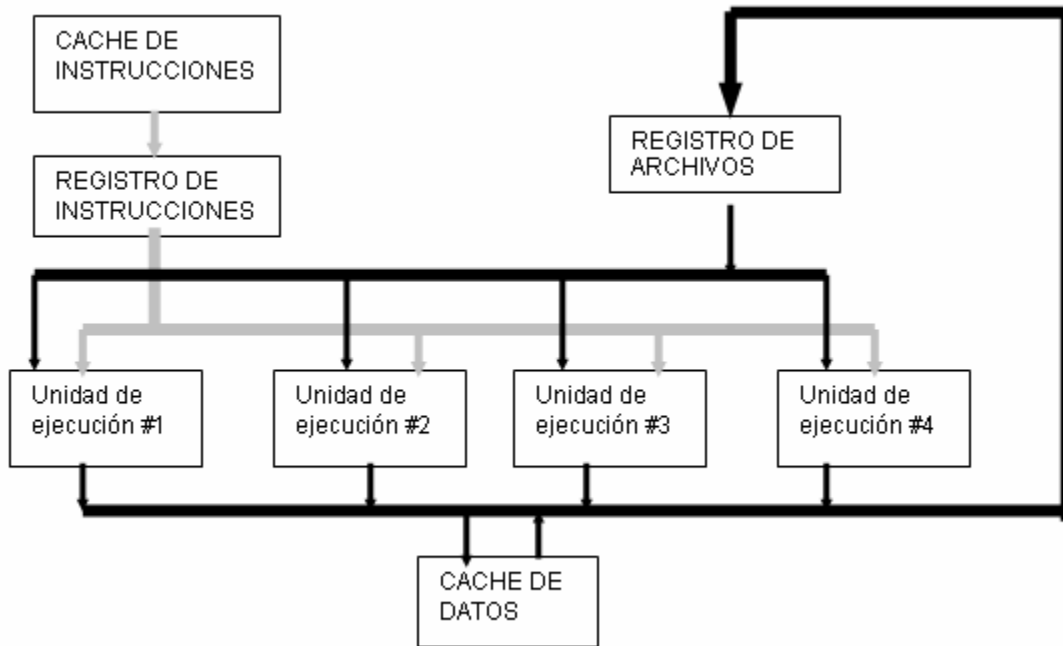 CACHE DE
INSTRUCCIONES
REGISTRO DE
ARCHIVOS
REGISTRO DE
INSTRUCCIONES
Unidad de
ejecución #1
Unidad de
ejecución #2
Unidad de
ejecución #3
Unidad de
ejecución #4
CACHE DE
DATOS